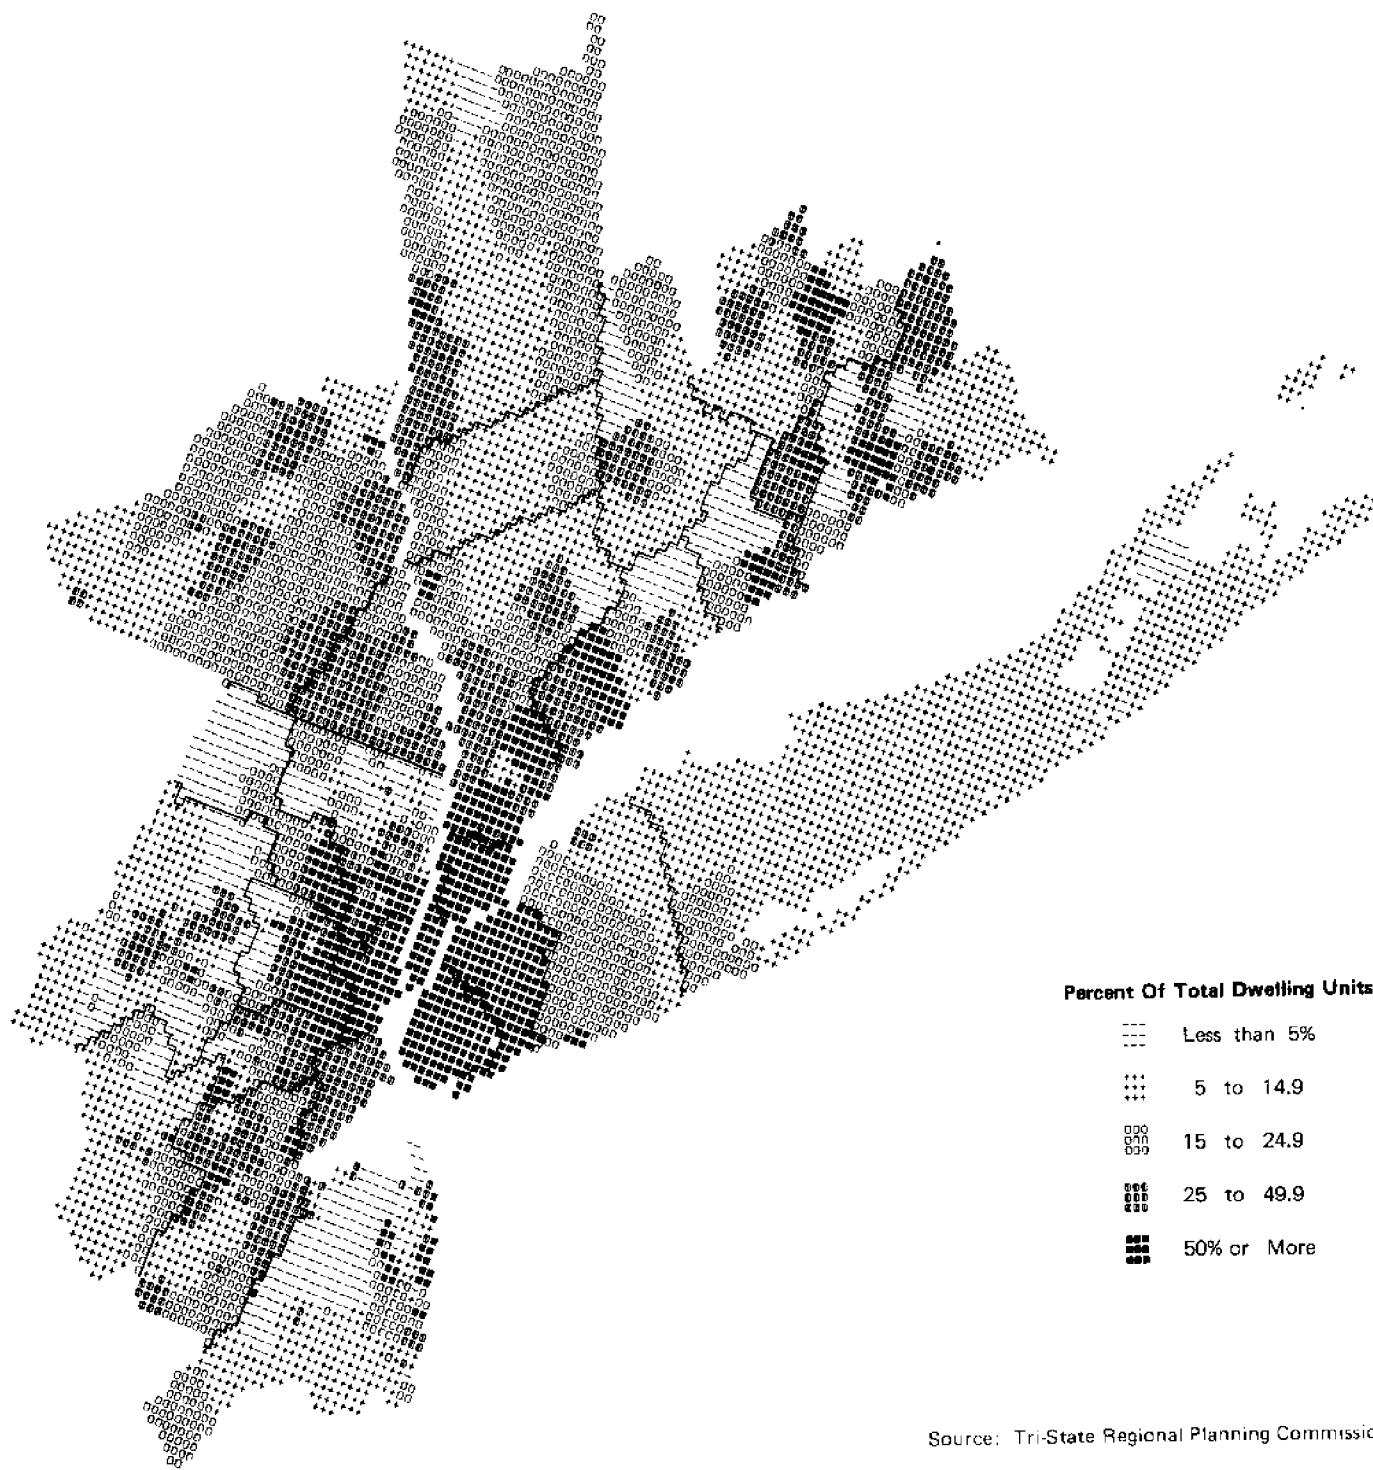 Percent Of Total Dwelling Units
Less than 5%
5 to 14.9
15 to 24.9
25 to 49.9
50% or More
Source: Tri-State Regional Planning Commissio